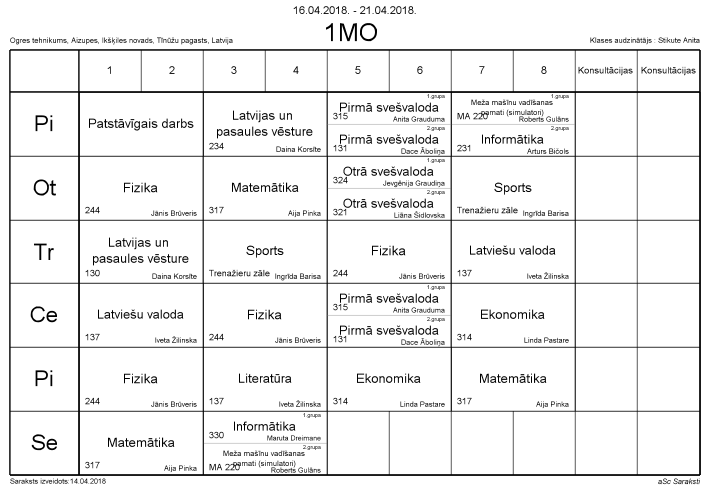 16.04.2018. - 21.04.2018.
1MO
Ogres tehnikums, Aizupes, Ikšķiles novads, Tīnūžu pagasts, Latvija
Klases audzinātājs : Stikute Anita
1 2 3 4 5 6 7 8 Konsultācijas Konsultācijas
Pi
Patstāvīgais darbs
Latvijas un
pasaules vēsture
234 Daina Korsīte
1.grupa
Pirmā svešvaloda
315 Anita Grauduma
2.grupa
Pirmā svešvaloda
131 Dace Āboliņa
1.grupa
Meža mašīnu vadīšanas
pamati (simulatori)
MA 220 Roberts Gulāns
2.grupa
Informātika
231 Arturs Bičols
Ot
Fizika
244 Jānis Brūveris
Matemātika
317 Aija Pinka
1.grupa
Otrā svešvaloda
324 Jevgēnija Graudiņa
2.grupa
Otrā svešvaloda
321 Liāna Šidlovska
Sports
Trenažieru zāle Ingrīda Barisa
Tr
Latvijas un
pasaules vēsture
130 Daina Korsīte
Sports
Trenažieru zāle Ingrīda Barisa
Fizika
244 Jānis Brūveris
Latviešu valoda
137 Iveta Žilinska
Ce
Latviešu valoda
137 Iveta Žilinska
Fizika
244 Jānis Brūveris
1.grupa
Pirmā svešvaloda
315 Anita Grauduma
2.grupa
Pirmā svešvaloda
131 Dace Āboliņa
Ekonomika
314 Linda Pastare
Pi
Fizika
244 Jānis Brūveris
Literatūra
137 Iveta Žilinska
Ekonomika
314 Linda Pastare
Matemātika
317 Aija Pinka
Se
Matemātika
317 Aija Pinka
1.grupa
Informātika
330 Maruta Dreimane
2.grupa
Meža mašīnu vadīšanas
pamati (simulatori)
MA 220 Roberts Gulāns
Saraksts izveidots:14.04.2018
aSc Saraksti